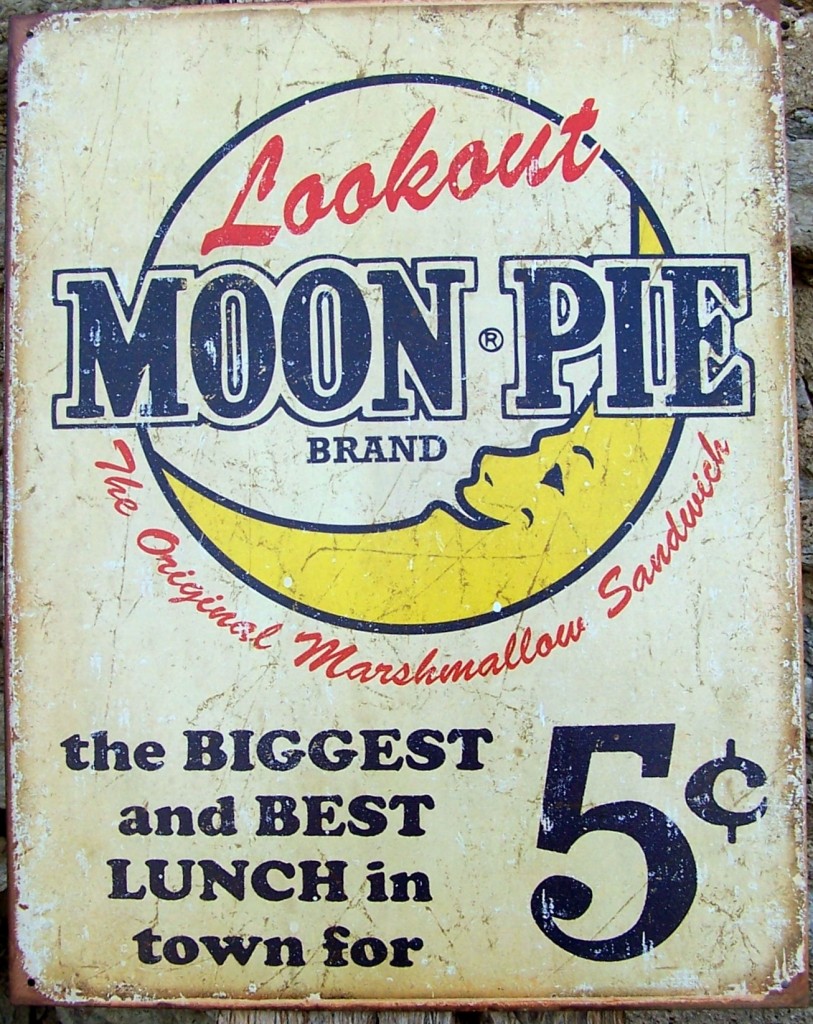 Lookout
MOON ® PIE
BRAND
The Original Marshmallow Sandwich
the BIGGEST
and BEST
LUNCH in
town for
5¢